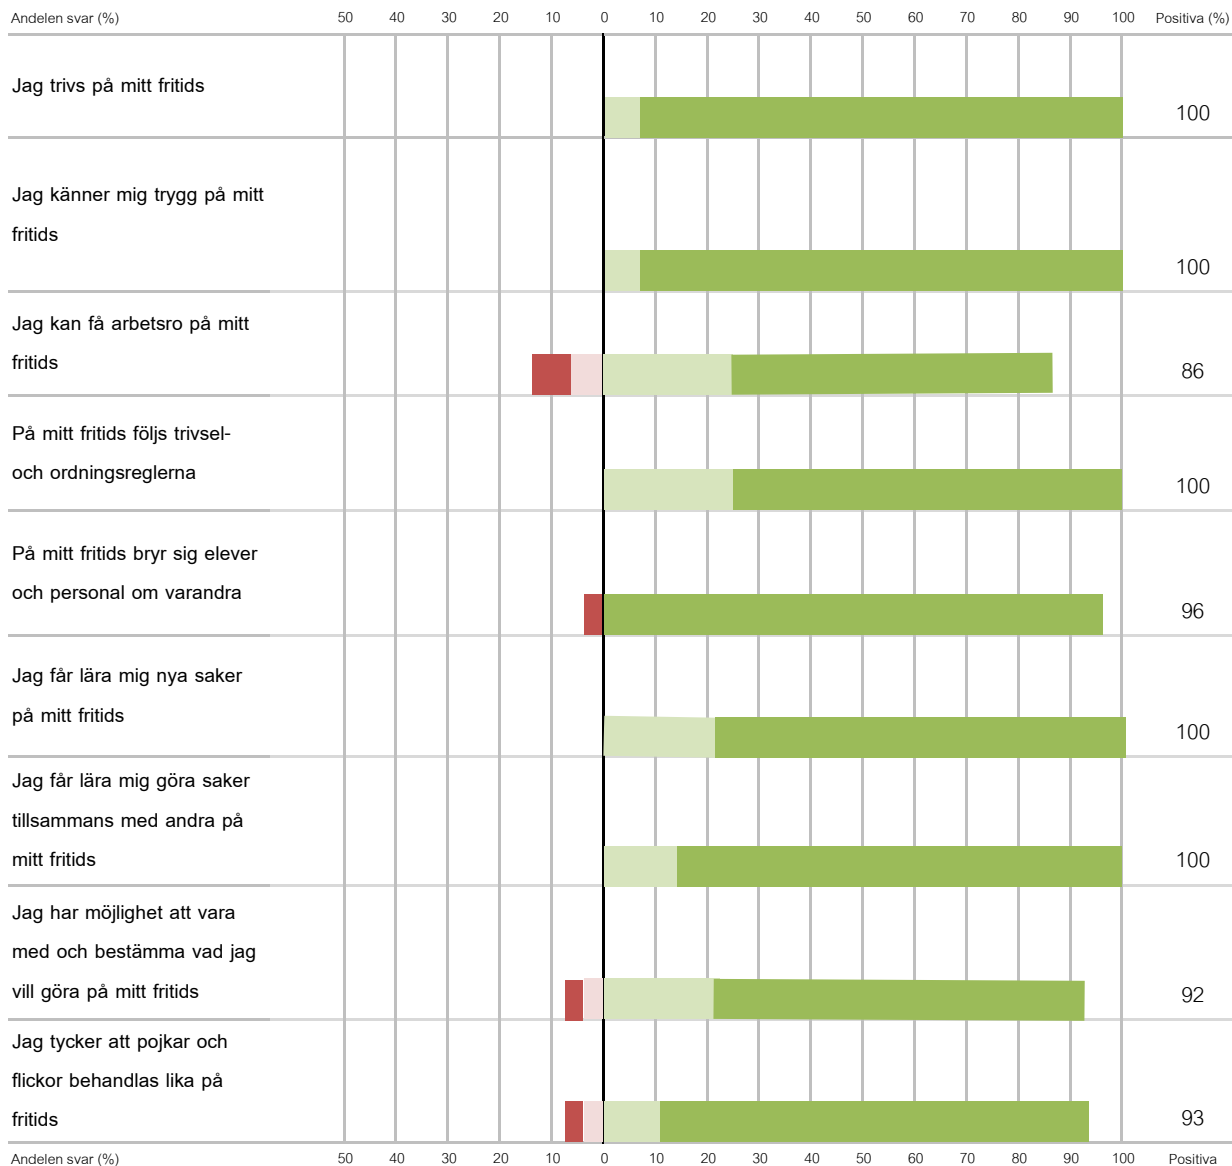 Andelen svar (%) 50 40 30 20 10 0 10 20 30 40 50 60 70 80 90 100 Positiva (%)
Jag trivs på mitt fritids
100
Jag känner mig trygg på mitt
fritids
100
Jag kan få arbetsro på mitt
fritids
86
På mitt fritids följs trivsel-
och ordningsreglerna
100
På mitt fritids bryr sig elever
och personal om varandra
96
Jag får lära mig nya saker
på mitt fritids
100
Jag får lära mig göra saker
tillsammans med andra på
mitt fritids
100
Jag har möjlighet att vara
med och bestämma vad jag
vill göra på mitt fritids
92
Jag tycker att pojkar och
flickor behandlas lika på
fritids
93
Andelen svar (%) 50 40 30 20 10 0 10 20 30 40 50 60 70 80 90 100 Positiva